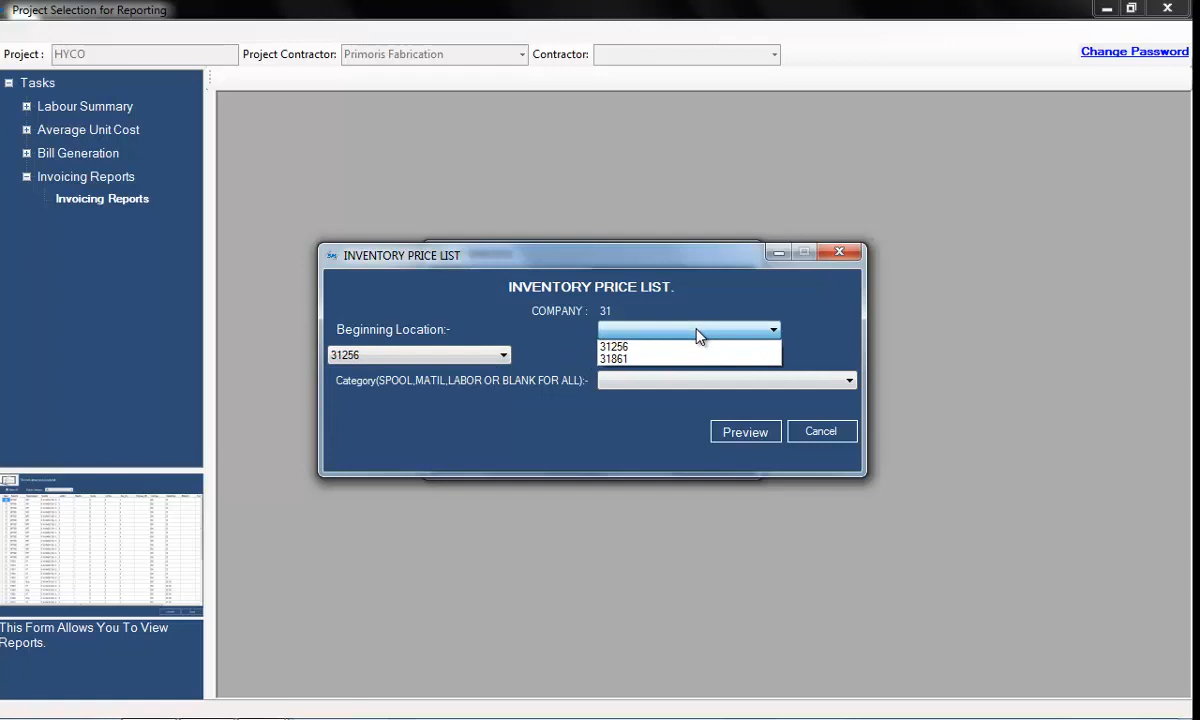 Project Selection for Reporting
Project : HYCO Project Contractor: Primoris Fabrication Contractor:
Change Password
Tasks
Labour Summary
Average Unit Cost
Bill Generation
Invoicing Reports
Invoicing Reports
INVENTORY PRICE LIST
INVENTORY PRICE LIST.
COMPANY : 31
Beginning Location:-
31256
31861
31256
Category(SPOOL,MATIL,LABOR OR BLANK FOR ALL):-
Preview Cancel
This Form Allows You To View
Reports.